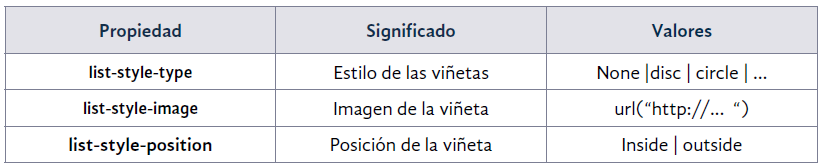 Propiedad Significado Valores
list-style-type Estilo de las viñetas None |disc | circle | ...
list-style-image Imagen de la viñeta url(“http://... “)
list-style-position Posición de la viñeta Inside | outside